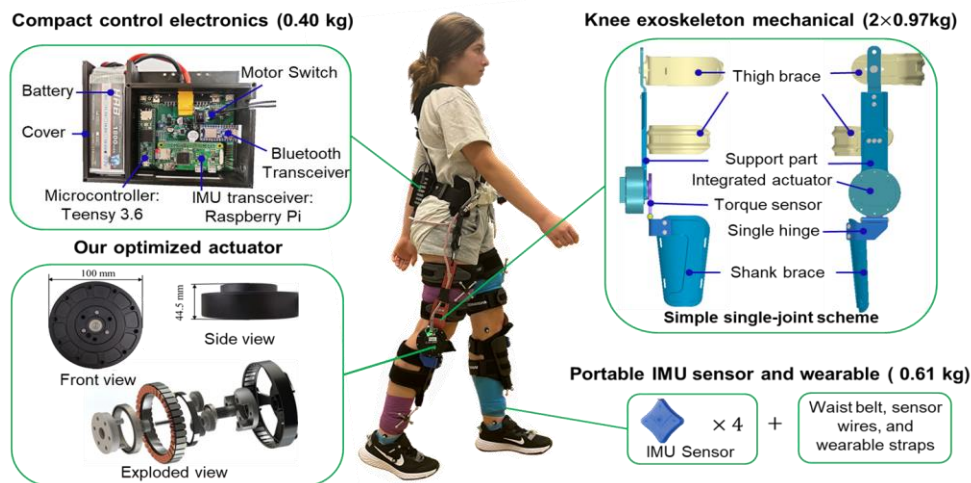 Compact control electronics (0.40 kg)
Motor Switch
Battery
Cover
Bluetooth
Transceiver
Microcontroller:
Teensy 3.6
IMU transceiver:
Raspberry Pi
Our optimized actuator
100 mm
44.5 mm
Side view
Front view
Exploded view
Knee exoskeleton mechanical (2×0.97kg)
Thigh brace
Support part
Integrated actuator
Torque sensor
Single hinge
Shank brace
Simple single-joint scheme
Portable IMU sensor and wearable ( 0.61 kg)
× 4
+
IMU Sensor
Waist belt, sensor
wires, and
wearable straps